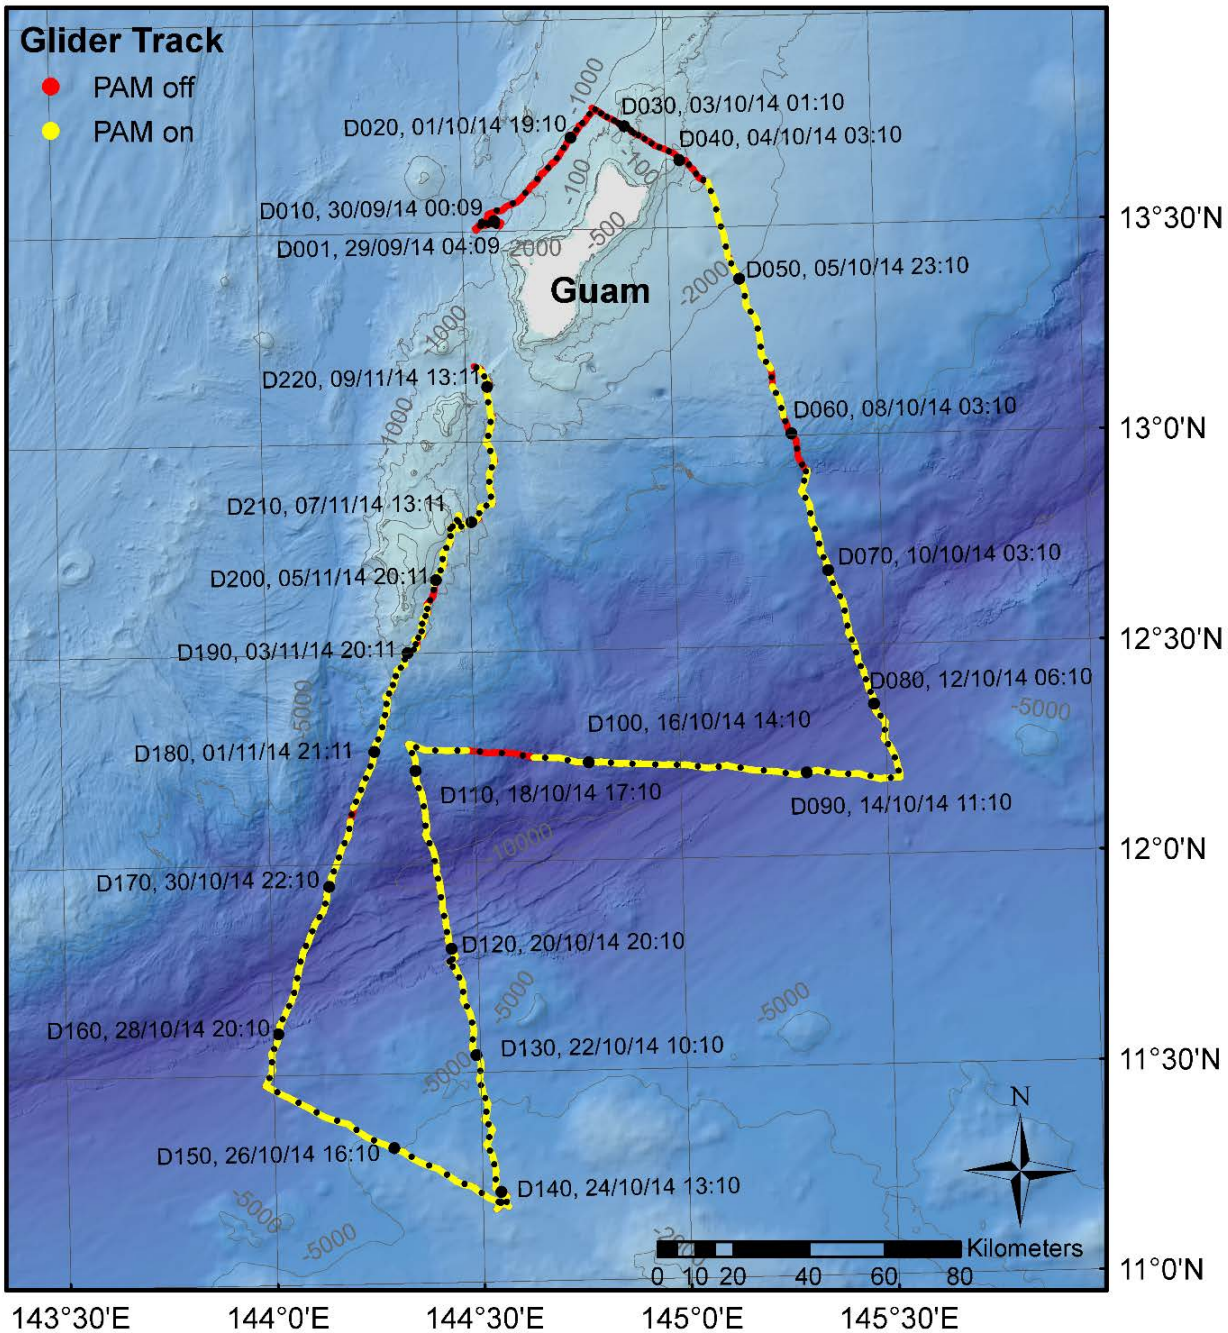 Glider Track
PAM off
PAM on
-1000
D030, 03/10/14 01:10
D020, 01/10/14 19:10
D040, 04/10/14 03:10
-100
-100
D010, 30/09/14 00:09
-500
D001, 29/09/14 04:09
2000
D050, 05/10/14 23:10
-2000
Guam
1000
D220, 09/11/14 13:11
1000
D060, 08/10/14 03:10
D210, 07/11/14 13:11
D070, 10/10/14 03:10
D200, 05/11/14 20:11
D190, 03/11/14 20:11
D080, 12/10/14 06:10
-5000
-5000
D100, 16/10/14 14:10
D180, 01/11/14 21:11
D110, 18/10/14 17:10
D090, 14/10/14 11:10
-10000
D170, 30/10/14 22:10
D120, 20/10/14 20:10
-5000
-5000
D160, 28/10/14 20:10
D130, 22/10/14 10:10
-5000
N
D150, 26/10/14 16:10
D140, 24/10/14 13:10
-5000
-5000
Kilometers
0 10 20 40 60 80
13°30'N
13°0'N
12°30'N
12°0'N
11°30'N
11°0'N
143°30'E 144°0'E 144°30'E 145°0'E 145°30'E